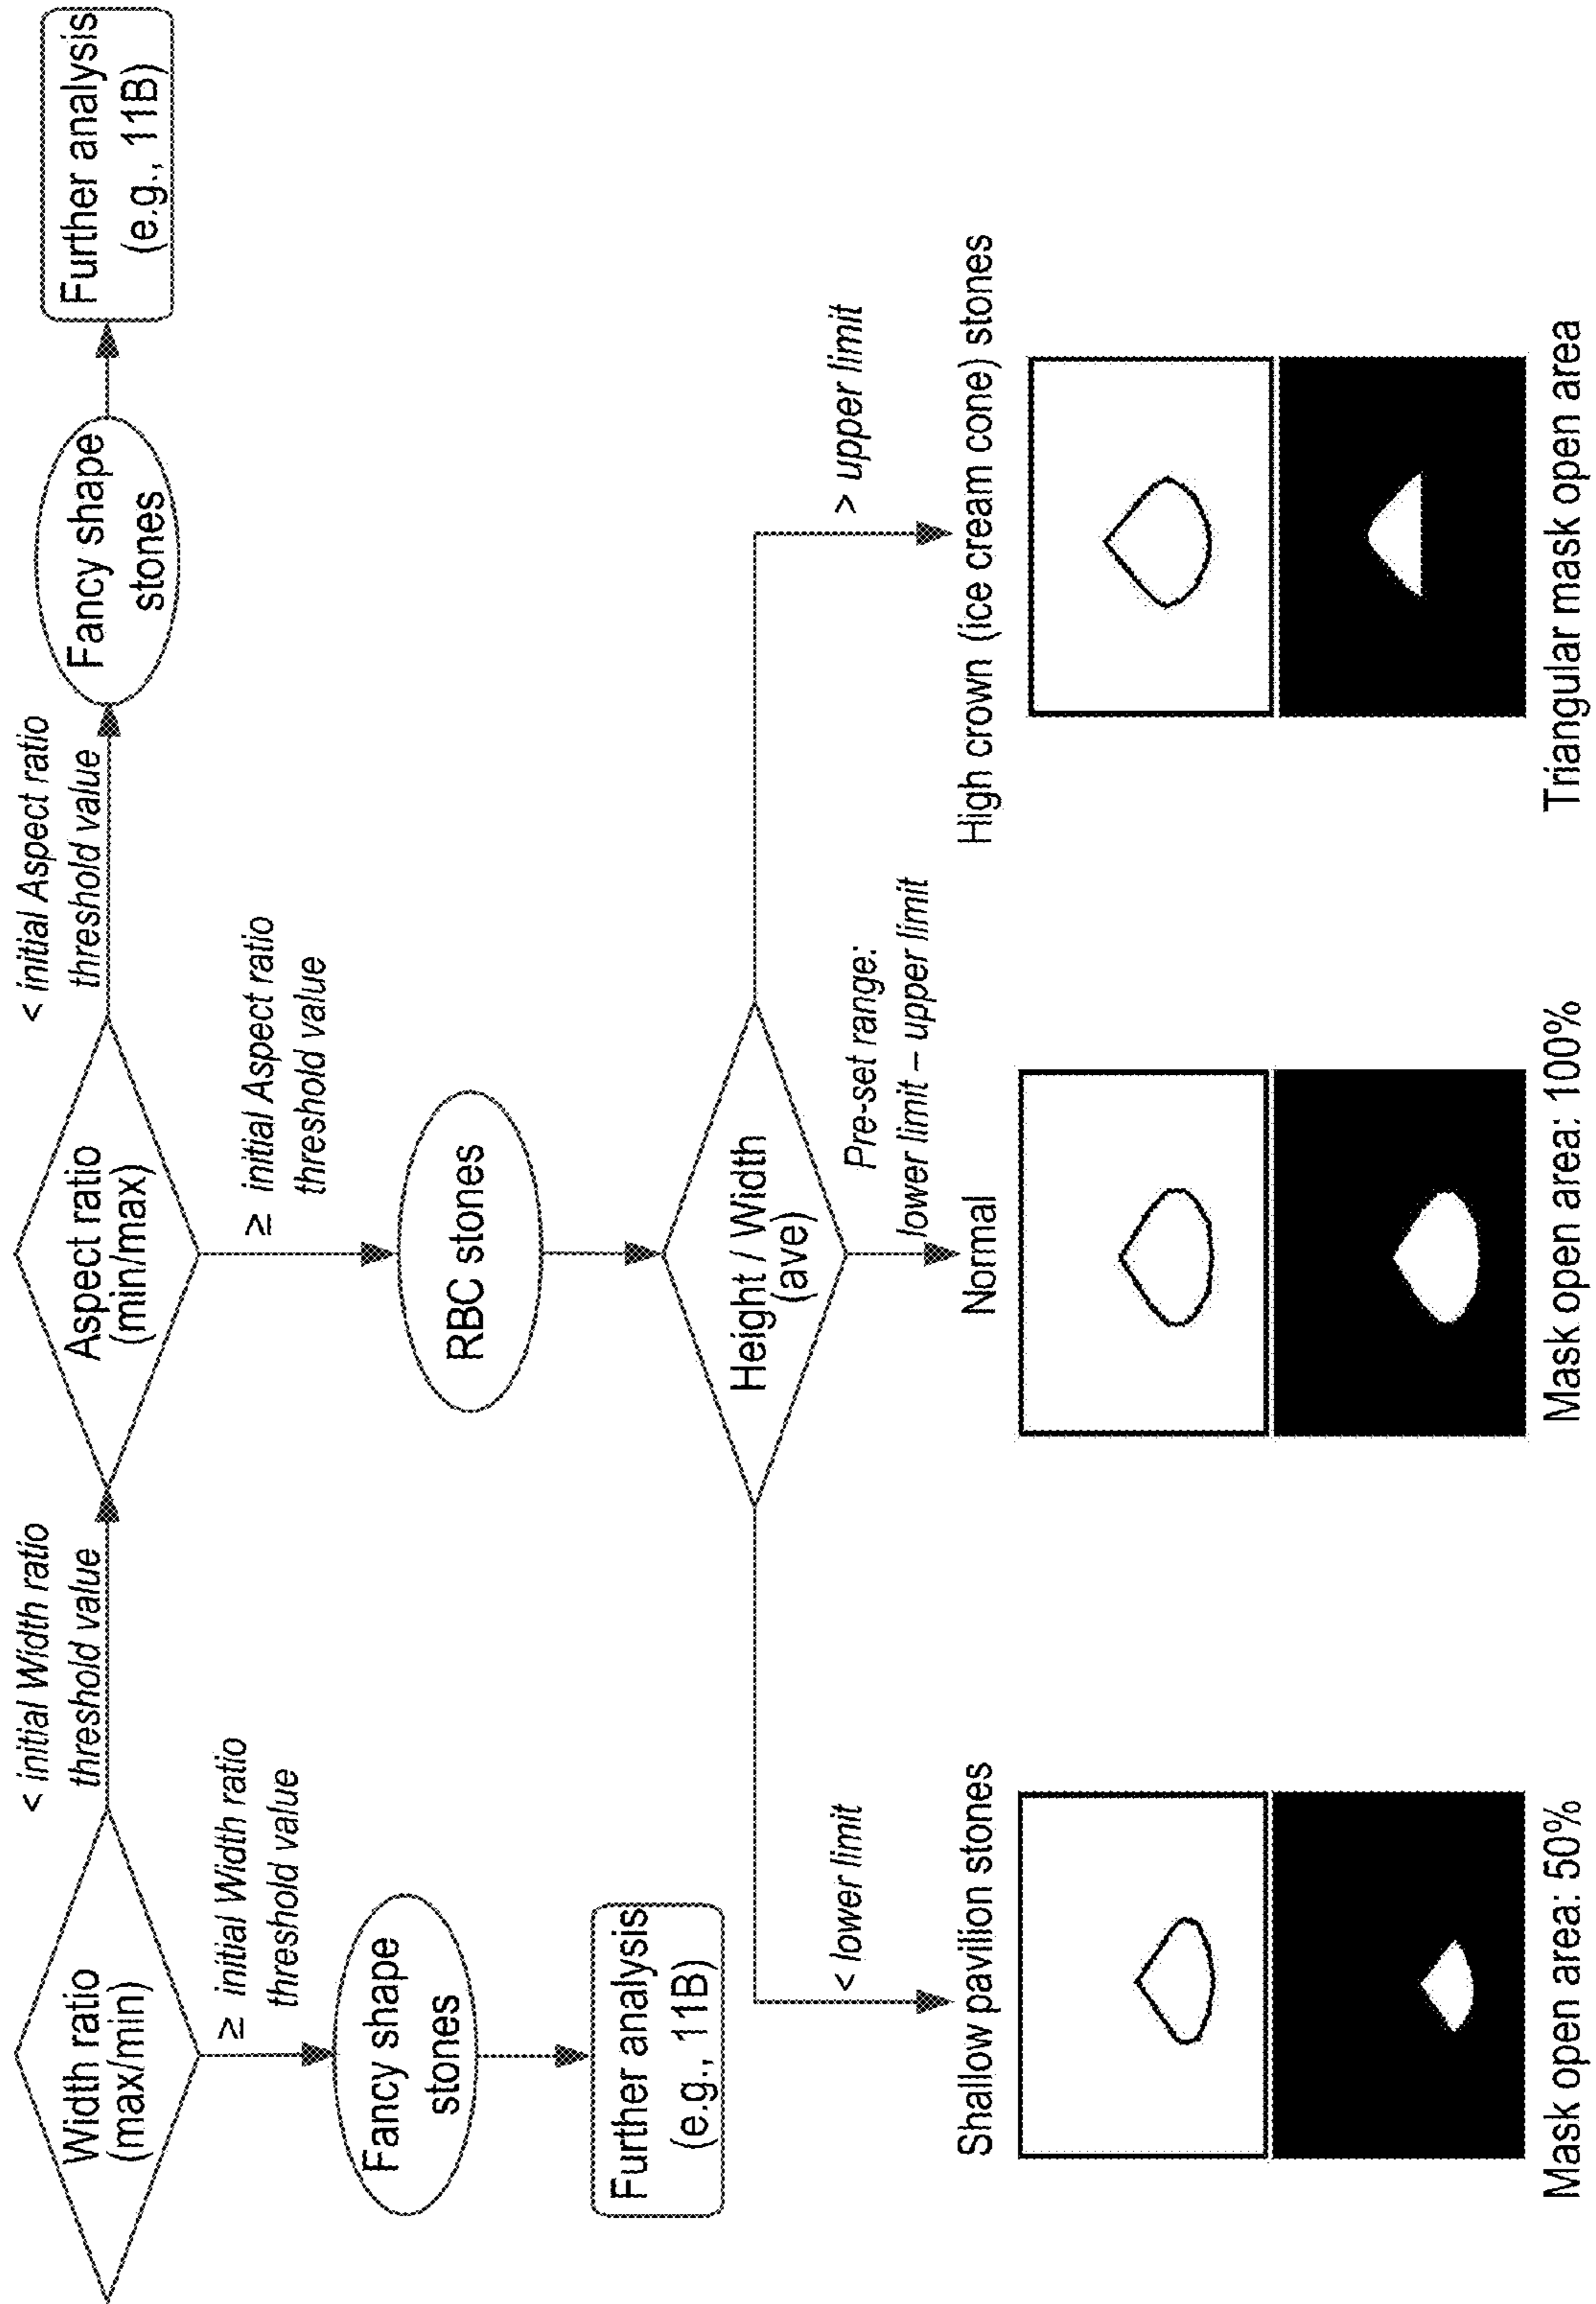 Width ratio
(max/min)
< initial Width ratio
threshold value
Aspect ratio
(min/max)
< initial Aspect ratio
threshold value
Fancy shape
stones
Further analysis
(e.g., 11B)
≥ initial Width ratio
threshold value
≥ initial Aspect ratio
threshold value
Fancy shape
stones
RBC stones
Further analysis
(e.g., 11B)
Height / Width
(ave)
< lower limit
Pre-set range:
lower limit – upper limit
> upper limit
Shallow pavilion stones
Normal
High crown (ice cream cone) stones
Mask open area: 50%
Mask open area: 100%
Triangular mask open area